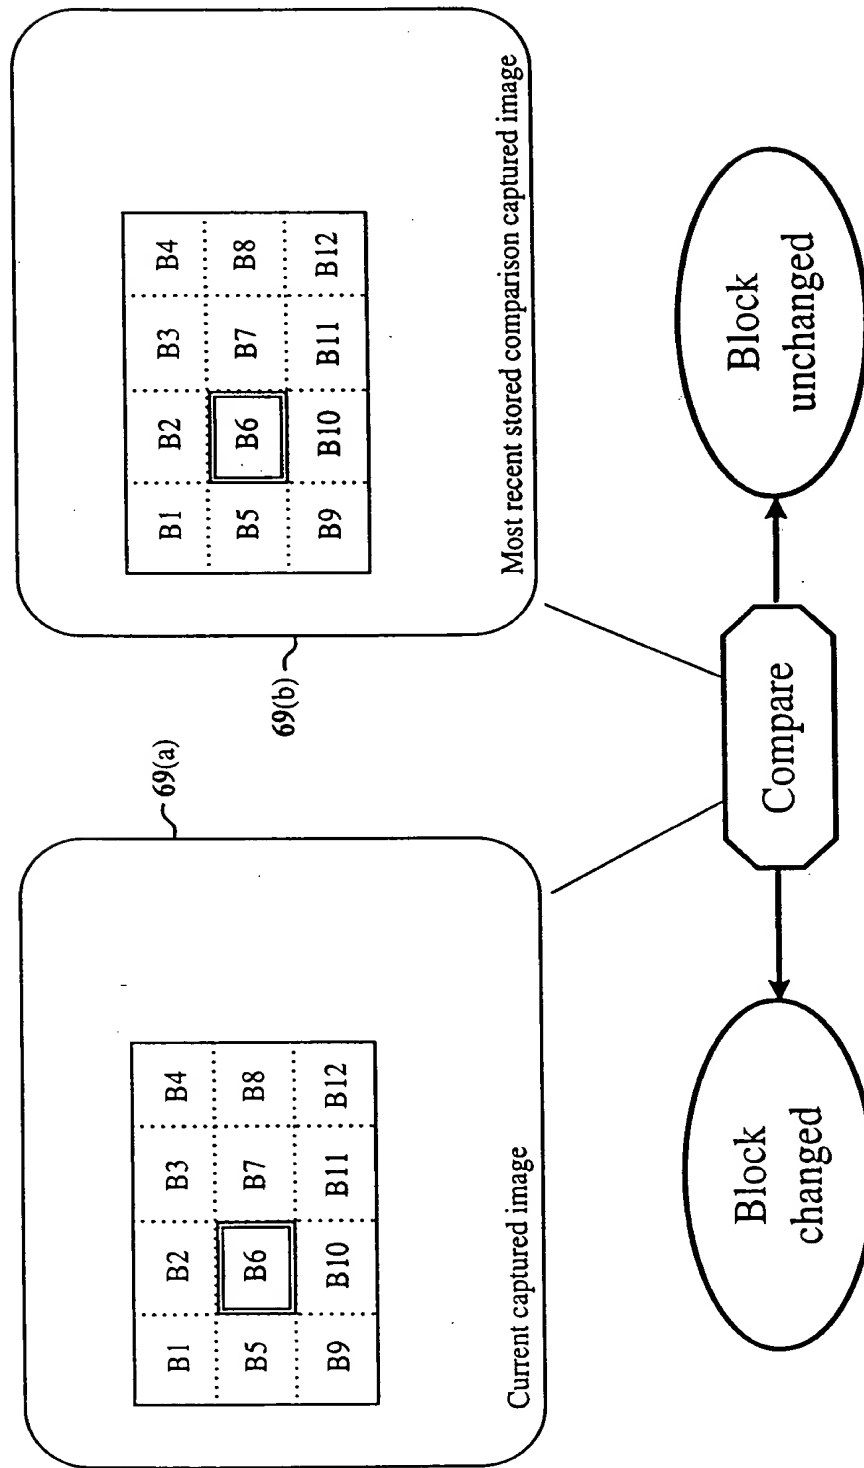 69(a)
B1 B2 B3 B4
B5 B6 B7 B8
B9 B10 B11 B12
Current captured image
69(b)
B1 B2 B3 B4
B5 B6 B7 B8
B9 B10 B11 B12
Most recent stored comparison captured image
Block
changed
Compare
Block
unchanged